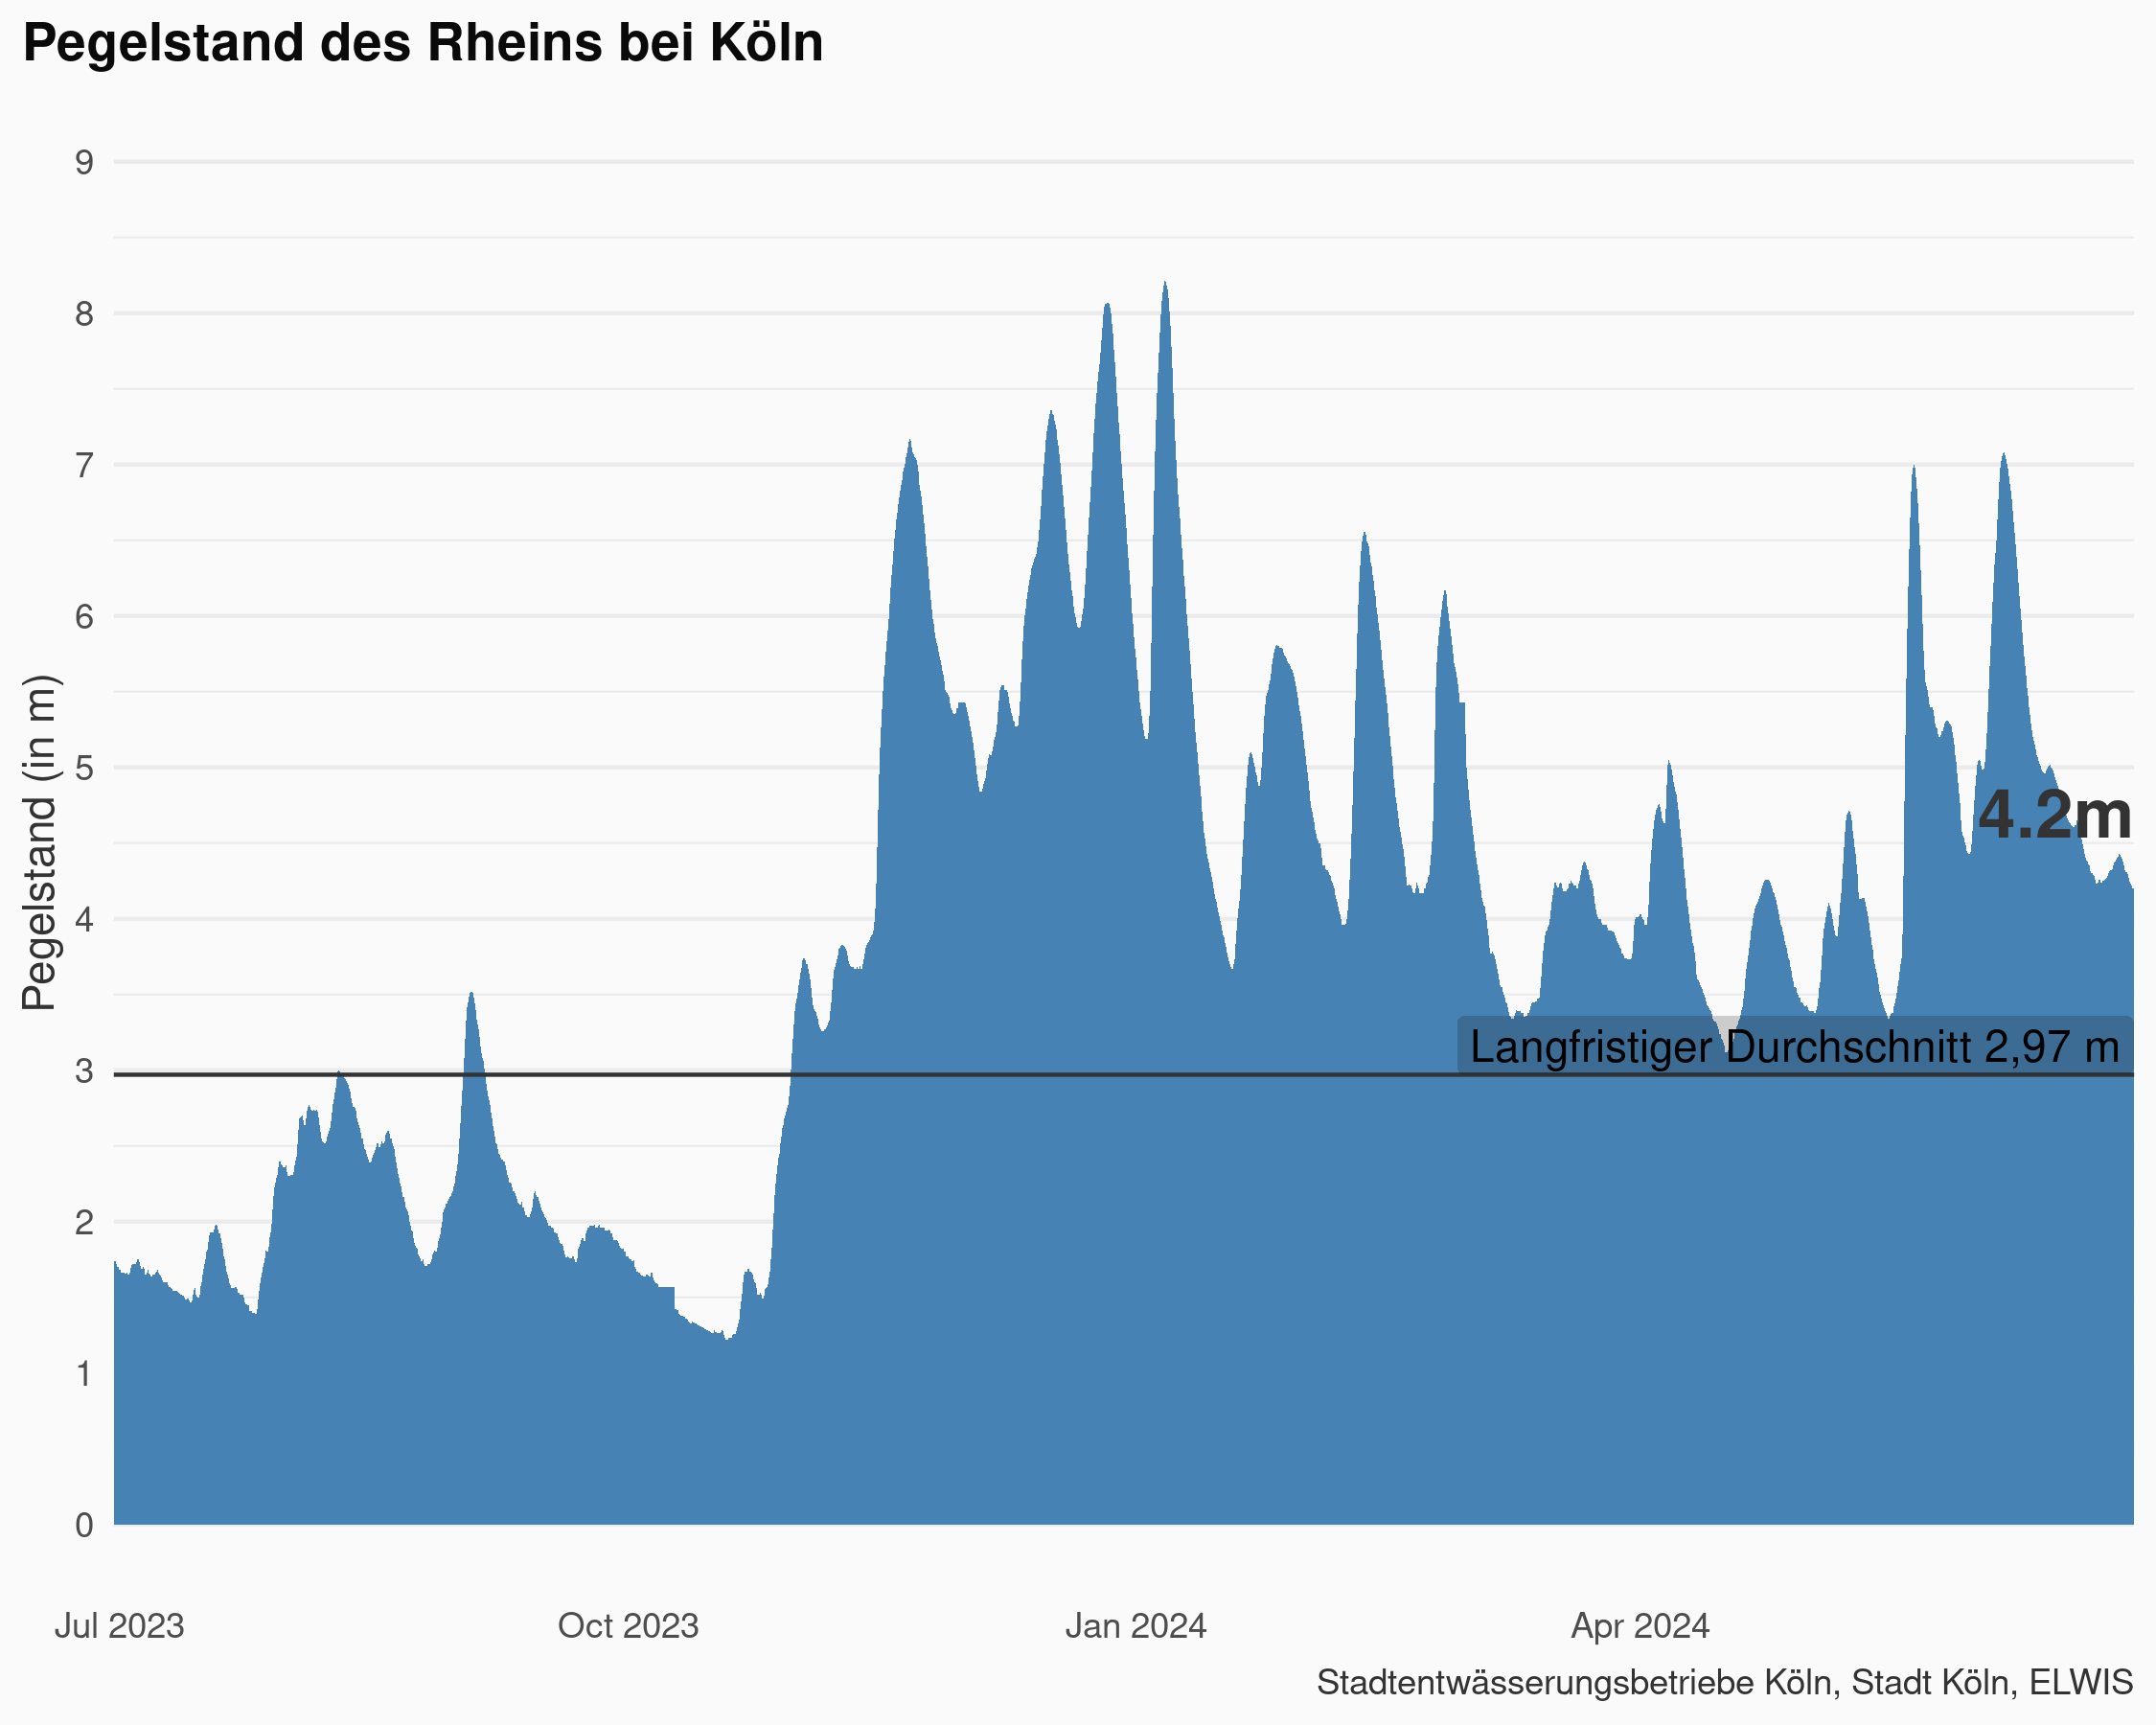 Pegelstand des Rheins bei Köln
Pegelstand (in m)
9
8
7
6
5
4
3
2
1
0
4.2m
Langfristiger Durchschnitt 2,97 m
Jul 2023
Oct 2023
Jan 2024
Apr 2024
Stadtentwässerungsbetriebe Köln, Stadt Köln, ELWIS